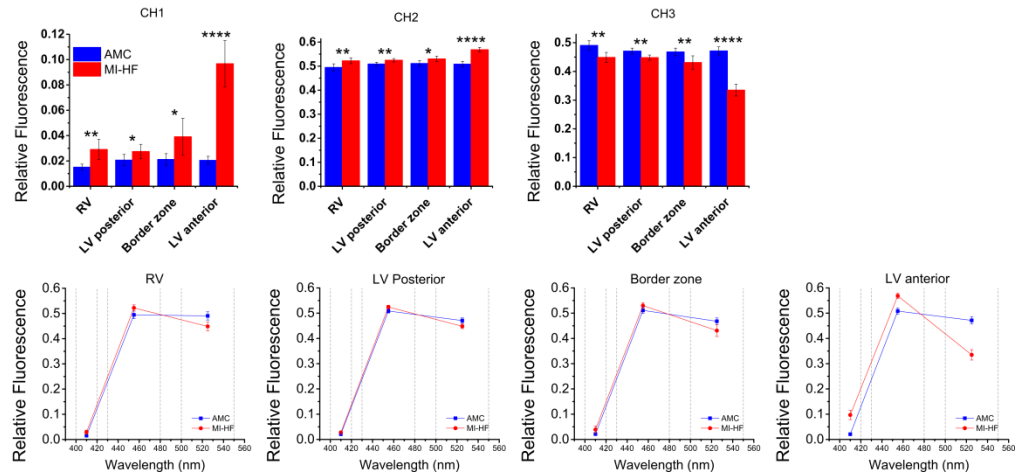 CH1
CH2
CH3
0.12
0.10
0.08
0.06
0.04
0.02
0.00
Relative Fluorescence
AMC
MI-HF
**
*
*
****
RV
LV posterior
Border zone
LV anterior
0.6
0.5
0.4
0.3
0.2
0.1
0.0
Relative Fluorescence
**
**
*
****
RV
LV posterior
Border zone
LV anterior
0.5
0.4
0.3
0.2
0.1
0.0
Relative Fluorescence
**
**
**
****
RV
LV posterior
Border zone
LV anterior
RV
0.6
0.5
0.4
0.3
0.2
0.1
0.0
Relative Fluorescence
AMC
MI-HF
400 420 440 460 480 500 520 540 560
Wavelength (nm)
LV Posterior
0.6
0.5
0.4
0.3
0.2
0.1
0.0
Relative Fluorescence
AMC
MI-HF
400 420 440 460 480 500 520 540 560
Wavelength (nm)
Border zone
0.6
0.5
0.4
0.3
0.2
0.1
0.0
Relative Fluorescence
AMC
MI-HF
400 420 440 460 480 500 520 540 560
Wavelength (nm)
LV anterior
0.6
0.5
0.4
0.3
0.2
0.1
0.0
Relative Fluorescence
AMC
MI-HF
400 420 440 460 480 500 520 540 560
Wavelength (nm)